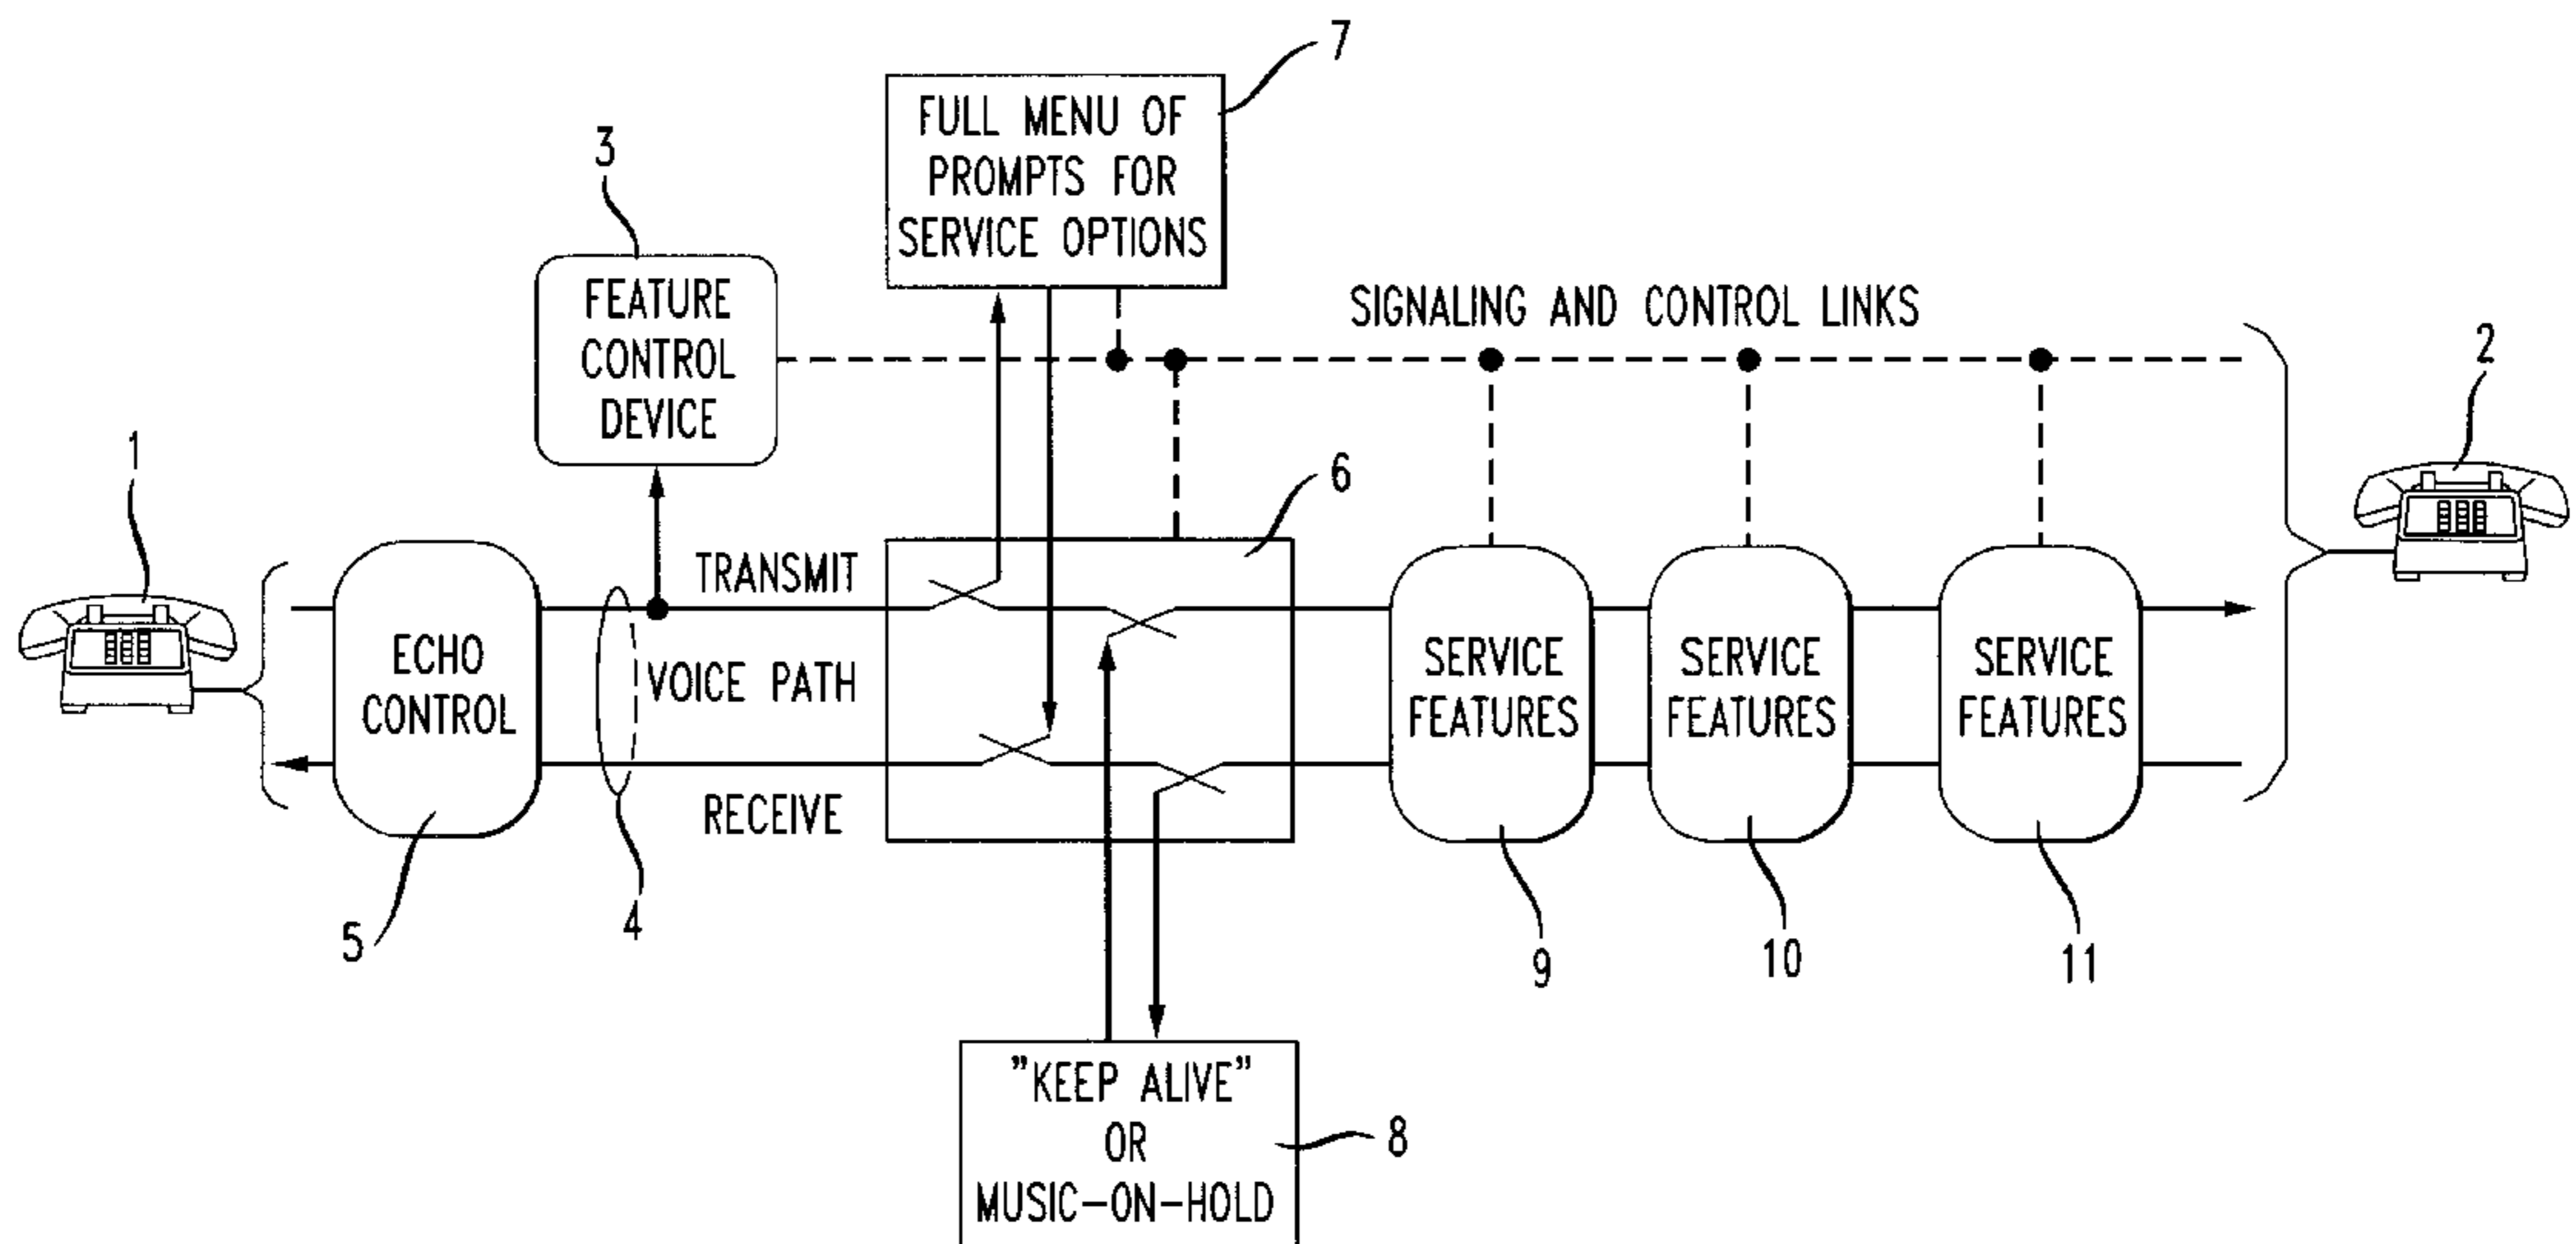 7
FULL MENU OF
PROMPTS FOR
SERVICE OPTIONS
3
FEATURE
CONTROL
DEVICE
SIGNALING AND CONTROL LINKS
2
1
6
TRANSMIT
VOICE PATH
RECEIVE
ECHO
CONTROL
SERVICE
FEATURES
SERVICE
FEATURES
SERVICE
FEATURES
5
4
9
10
11
"KEEP ALIVE"
OR
MUSIC-ON-HOLD
8